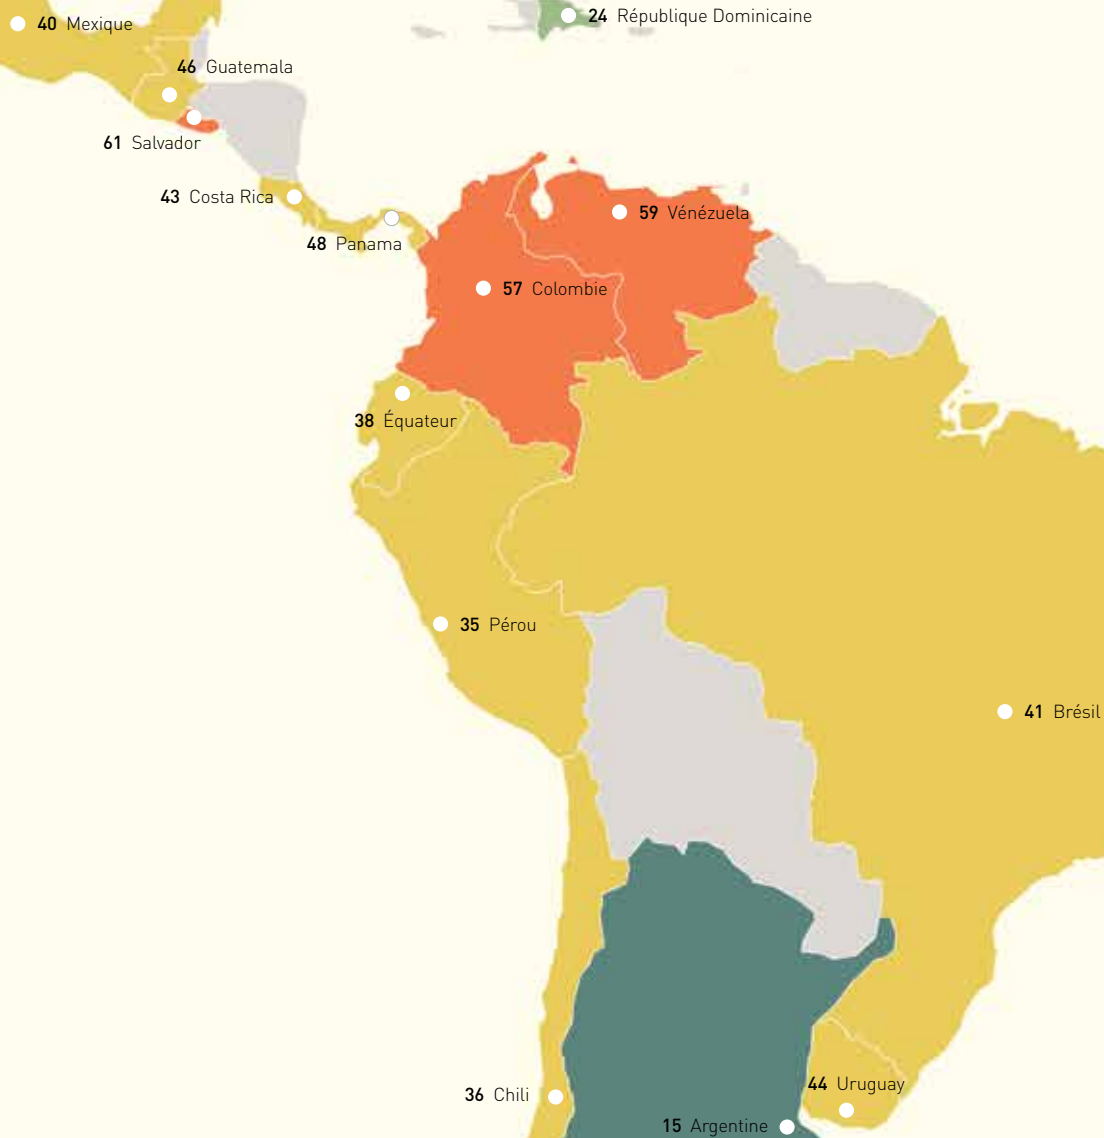 24 République Dominicaine
40 Mexique
46 Guatemala
61 Salvador
43 Costa Rica
59 Vénézuela
48 Panama
57 Colombie
38 Équateur
35 Pérou
41 Brésil
44 Uruguay
36 Chili
15 Argentine